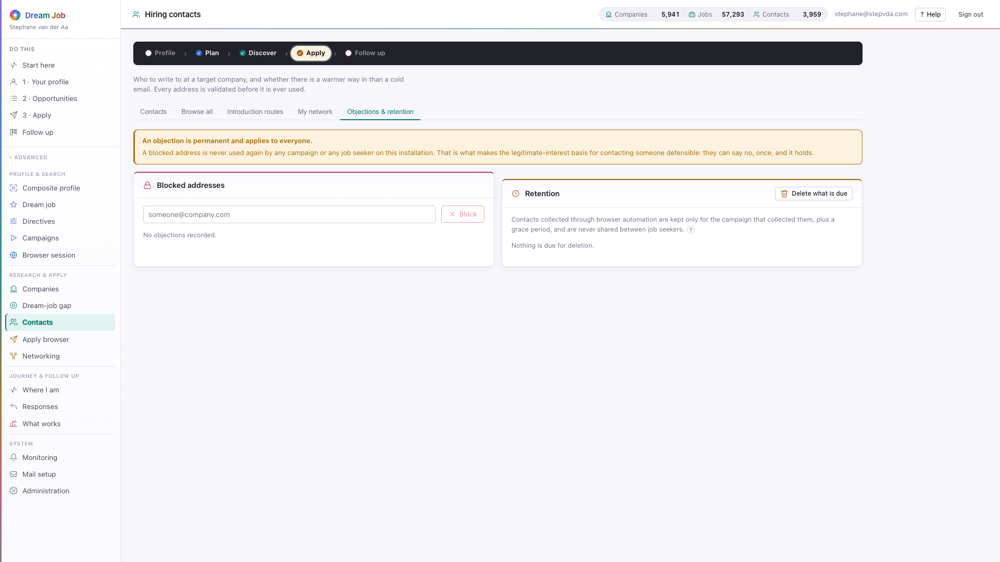 Dream Job
Stephane van der Aa
DO THIS
Start here
1 · Your profile
2 · Opportunities
3 · Apply
Follow up
ADVANCED
PROFILE & SEARCH
Composite profile
Dream job
Directives
Campaigns
Browser session
RESEARCH & APPLY
Companies
Dream-job gap
Contacts
Apply browser
Networking
JOURNEY & FOLLOW UP
Where I am
Responses
What works
SYSTEM
Monitoring
Mail setup
Administration
Hiring contacts
Companies 5,941 Jobs 57,293 Contacts 3,959
stephane@stepvda.com
? Help
Sign out
Profile › Plan › Discover › Apply › Follow up
Who to write to at a target company, and whether there is a warmer way in than a cold
email. Every address is validated before it is ever used.
Contacts Browse all Introduction routes My network Objections & retention
An objection is permanent and applies to everyone.
A blocked address is never used again by any campaign or any job seeker on this installation. That is what makes the legitimate-interest basis for contacting someone defensible: they can say no, once, and it holds.
Blocked addresses
someone@company.com
Block
No objections recorded.
Retention
Delete what is due
Contacts collected through browser automation are kept only for the campaign that collected them, plus a
grace period, and are never shared between job seekers. ?
Nothing is due for deletion.